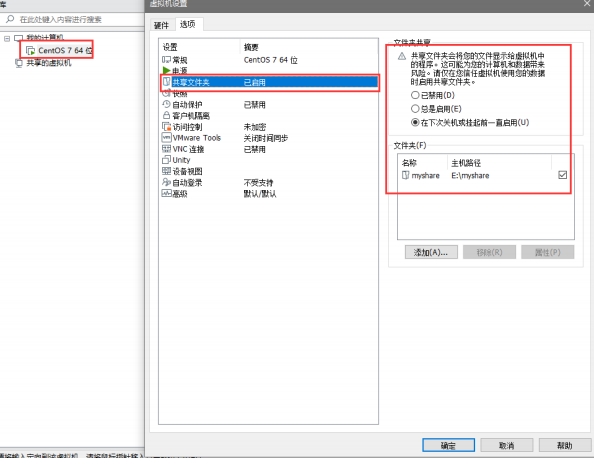 库
在此处键入内容进行搜索
我的计算机
CentOS 7 64 位
共享的虚拟机
虚拟机设置
硬件 选项
设置 摘要
常规 CentOS 7 64 位
电源
共享文件夹 已启用
快照
自动保护 已禁用
客户机隔离
访问控制 未加密
VMware Tools 关闭时间同步
VNC 连接 已禁用
Unity
设备视图
自动登录 不受支持
高级 默认/默认
文件夹共享
共享文件夹会将您的文件显示给虚拟机中
的程序。这可能为您的计算机和数据带来
风险。请仅在您信任虚拟机使用您的数据
时启用共享文件夹。
已禁用(D)
总是启用(E)
在下次关机或挂起前一直启用(U)
文件夹(F)
名称 主机路径
myshare E:\myshare
添加(A)... 移除(R) 属性(P)
确定 取消 帮助